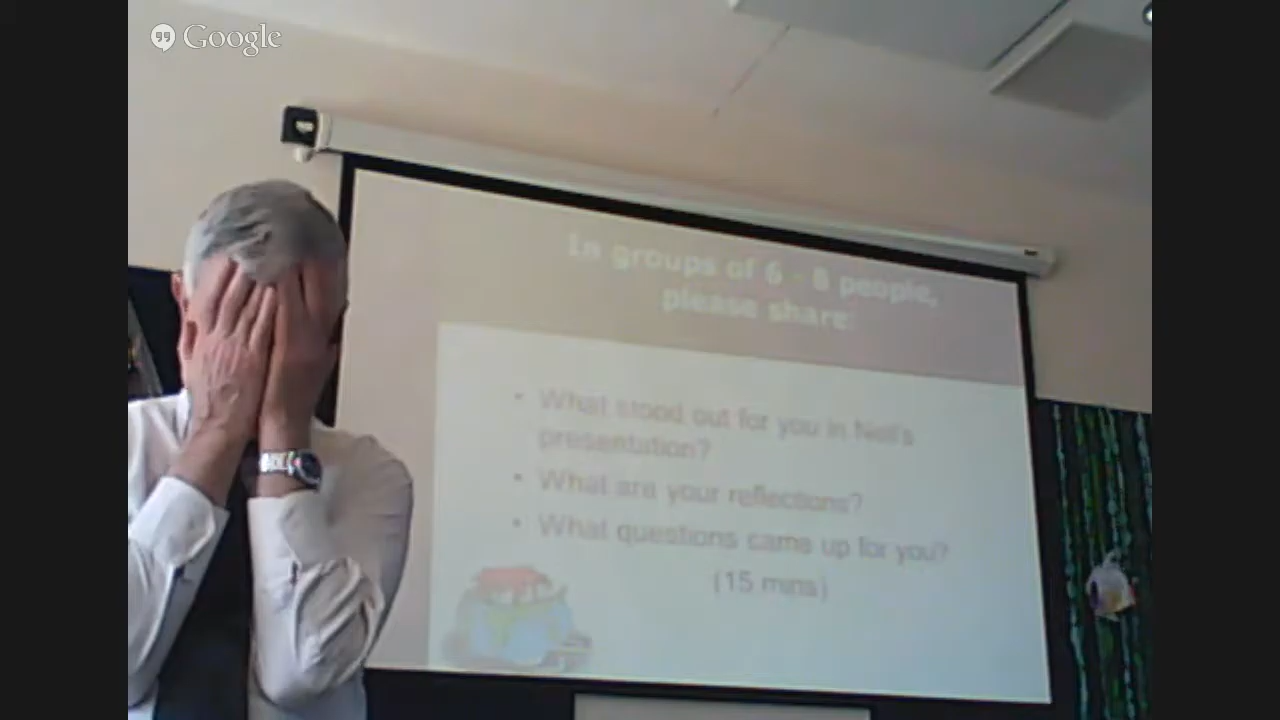 Google
In groups of 6 - 8 people,
please share:
• What stood out for you in Neil's
presentation?
• What are your reflections?
• What questions came up for you?
(15 mins)